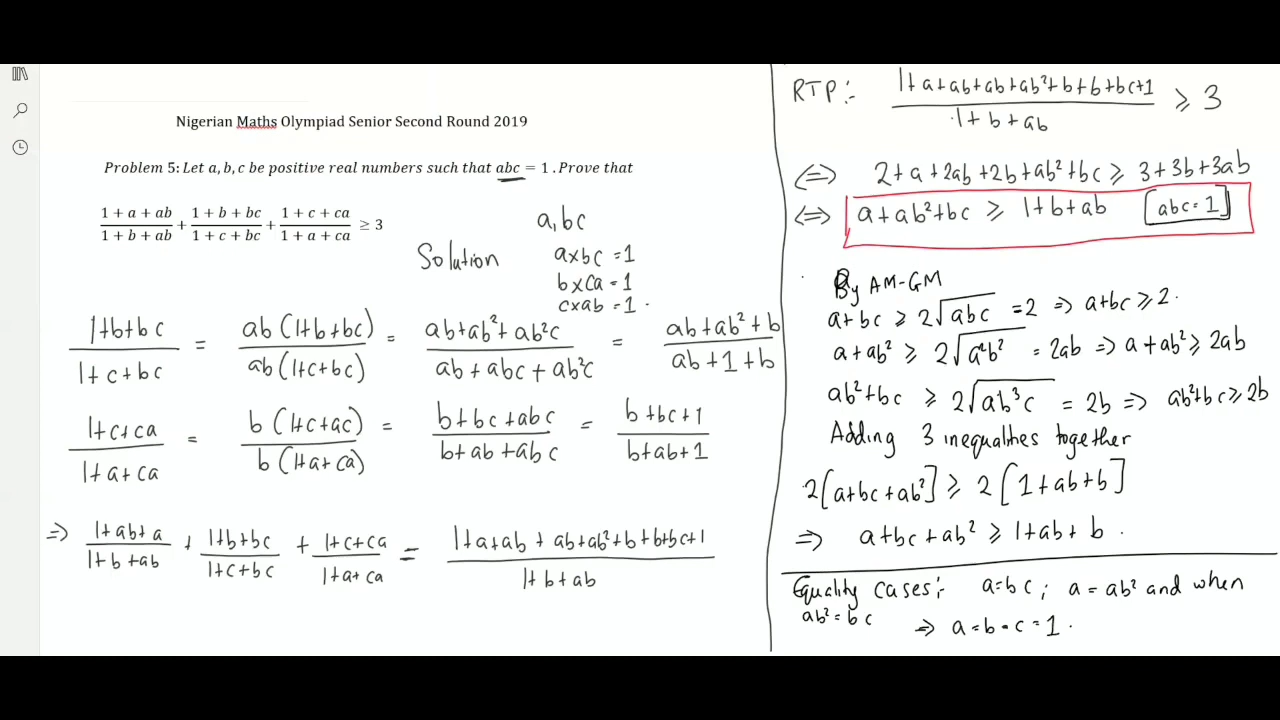 Nigerian Maths Olympiad Senior Second Round 2019
Problem 5: Let a, b, c be positive real numbers such that abc = 1. Prove that
(1 + a + ab)/(1 + b + ab) + (1 + b + bc)/(1 + c + bc) + (1 + c + ca)/(1 + a + ca) ≥ 3
a, bc
Solution
a×bc = 1
b×ca = 1
c×ab = 1.
(1+b+bc)/(1+c+bc) = ab(1+b+bc)/ab(1+c+bc) = (ab+ab²+ab²c)/(ab+abc+ab²c) = (ab+ab²+b)/(ab+1+b)
(1+c+ca)/(1+a+ca) = b(1+c+ac)/b(1+a+ca) = (b+bc+abc)/(b+ab+abc) = (b+bc+1)/(b+ab+1)
=> (1+ab+a)/(1+b+ab) + (1+b+bc)/(1+c+bc) + (1+c+ca)/(1+a+ca) = (1+a+ab+ab+ab²+b+b+bc+1)/(1+b+ab)
RTP:- (1+a+ab+ab+ab²+b+b+bc+1)/(1+b+ab) ≥ 3
<=> 2+a+2ab+2b+ab²+bc ≥ 3+3b+3ab
<=> a+ab²+bc ≥ 1+b+ab [abc=1]
By AM-GM
a+bc ≥ 2√(abc) = 2 => a+bc ≥ 2.
a+ab² ≥ 2√(a²b²) = 2ab => a+ab² ≥ 2ab
ab²+bc ≥ 2√(ab³c) = 2b => ab²+bc ≥ 2b
Adding 3 inequalities together
2[a+bc+ab²] ≥ 2[1+ab+b]
=> a+bc+ab² ≥ 1+ab+b.
Equality cases:- a=bc; a=ab² and when
ab²=bc => a=b=c=1.